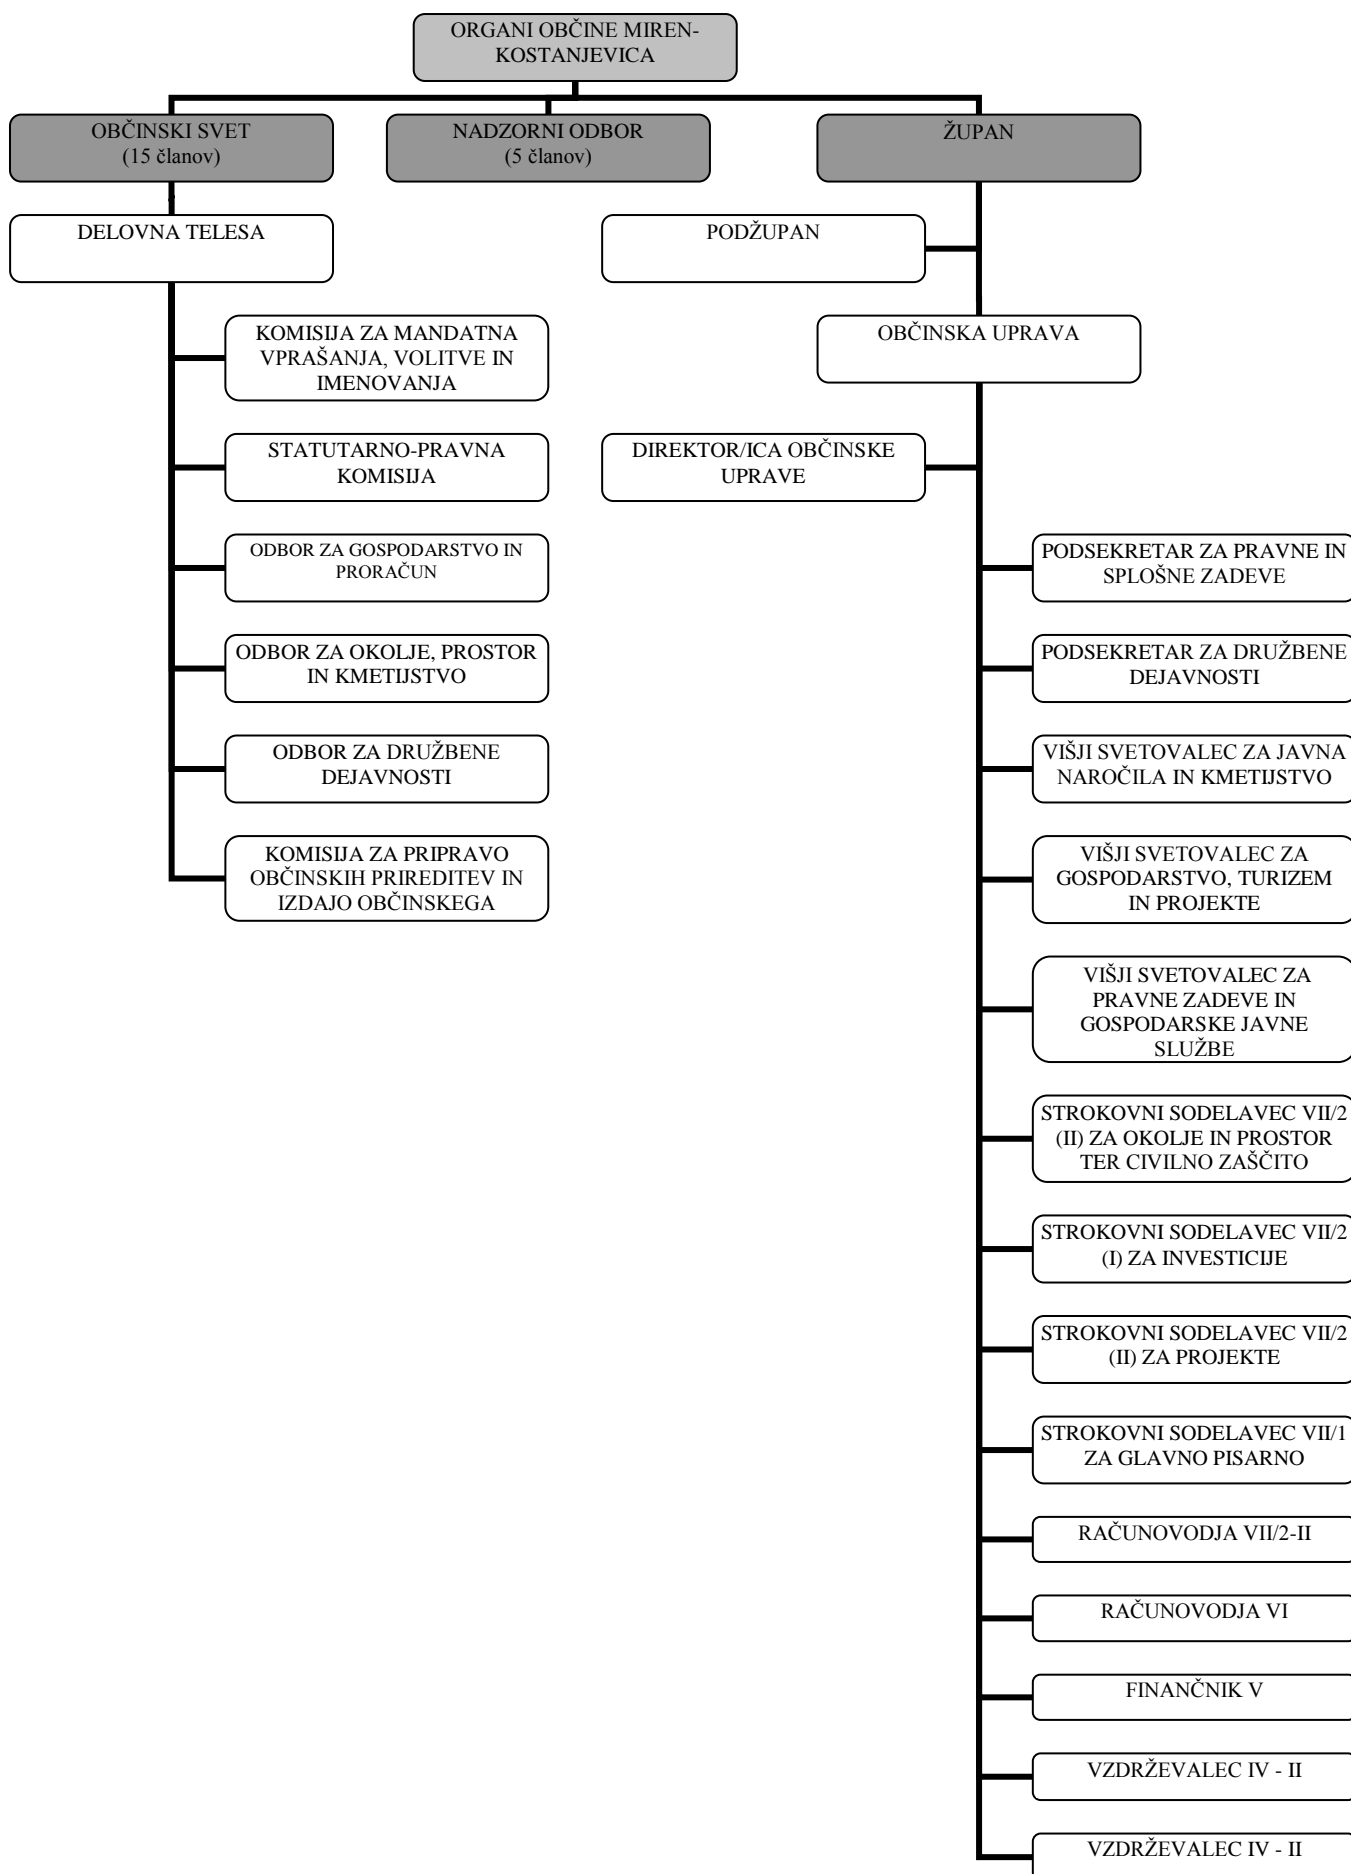 ORGANI OBČINE MIREN-
KOSTANJEVICA
OBČINSKI SVET
(15 članov)
NADZORNI ODBOR
(5 članov)
ŽUPAN
DELOVNA TELESA
PODŽUPAN
KOMISIJA ZA MANDATNA
VPRAŠANJA, VOLITVE IN
IMENOVANJA
OBČINSKA UPRAVA
STATUTARNO-PRAVNA
KOMISIJA
DIREKTOR/ICA OBČINSKE
UPRAVE
ODBOR ZA GOSPODARSTVO IN
PRORAČUN
ODBOR ZA OKOLJE, PROSTOR
IN KMETIJSTVO
ODBOR ZA DRUŽBENE
DEJAVNOSTI
KOMISIJA ZA PRIPRAVO
OBČINSKIH PRIREDITEV IN
IZDAJO OBČINSKEGA
PODSEKRETAR ZA PRAVNE IN
SPLOŠNE ZADEVE
PODSEKRETAR ZA DRUŽBENE
DEJAVNOSTI
VIŠJI SVETOVALEC ZA JAVNA
NAROČILA IN KMETIJSTVO
VIŠJI SVETOVALEC ZA
GOSPODARSTVO, TURIZEM
IN PROJEKTE
VIŠJI SVETOVALEC ZA
PRAVNE ZADEVE IN
GOSPODARSKE JAVNE
SLUŽBE
STROKOVNI SODELAVEC VII/2
(II) ZA OKOLJE IN PROSTOR
TER CIVILNO ZAŠČITO
STROKOVNI SODELAVEC VII/2
(I) ZA INVESTICIJE
STROKOVNI SODELAVEC VII/2
(II) ZA PROJEKTE
STROKOVNI SODELAVEC VII/1
ZA GLAVNO PISARNO
RAČUNOVODJA VII/2-II
RAČUNOVODJA VI
FINANČNIK V
VZDRŽEVALEC IV - II
VZDRŽEVALEC IV - II